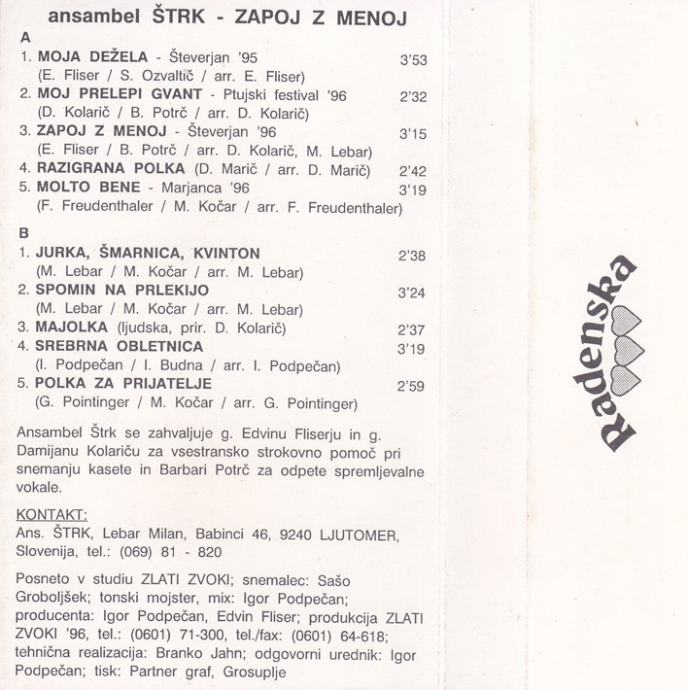 ansambel ŠTRK - ZAPOJ Z MENOJ
A
1. MOJA DEŽELA - Števerjan '95 3'53
(E. Fliser / S. Ozvaltič / arr. E. Fliser)
2. MOJ PRELEPI GVANT - Ptujski festival '96 2'32
(D. Kolarič / B. Potrč / arr. D. Kolarič)
3. ZAPOJ Z MENOJ - Števerjan '96 3'15
(E. Fliser / B. Potrč / arr. D. Kolarič, M. Lebar)
4. RAZIGRANA POLKA (D. Marič / arr. D. Marič) 2'42
5. MOLTO BENE - Marjanca '96 3'19
(F. Freudenthaler / M. Kočar / arr. F. Freudenthaler)
B
1. JURKA, ŠMARNICA, KVINTON 2'38
(M. Lebar / M. Kočar / arr. M. Lebar)
2. SPOMIN NA PRLEKIJO 3'24
(M. Lebar / M. Kočar / arr. M. Lebar)
3. MAJOLKA (ljudska, prir. D. Kolarič) 2'37
4. SREBRNA OBLETNICA 3'19
(I. Podpečan / I. Budna / arr. I. Podpečan)
5. POLKA ZA PRIJATELJE 2'59
(G. Pointinger / M. Kočar / arr. G. Pointinger)
Ansambel Štrk se zahvaljuje g. Edvinu Fliserju in g.
Damijanu Kolariču za vsestransko strokovno pomoč pri
snemanju kasete in Barbari Potrč za odpete spremljevalne
vokale.
KONTAKT:
Ans. ŠTRK, Lebar Milan, Babinci 46, 9240 LJUTOMER,
Slovenija, tel.: (069) 81 - 820
Posneto v studiu ZLATI ZVOKI; snemalec: Sašo
Groboljšek; tonski mojster, mix: Igor Podpečan;
producenta: Igor Podpečan, Edvin Fliser; produkcija ZLATI
ZVOKI '96, tel.: (0601) 71-300, tel./fax: (0601) 64-618;
tehnična realizacija: Branko Jahn; odgovorni urednik: Igor
Podpečan; tisk: Partner graf, Grosuplje
Radenska